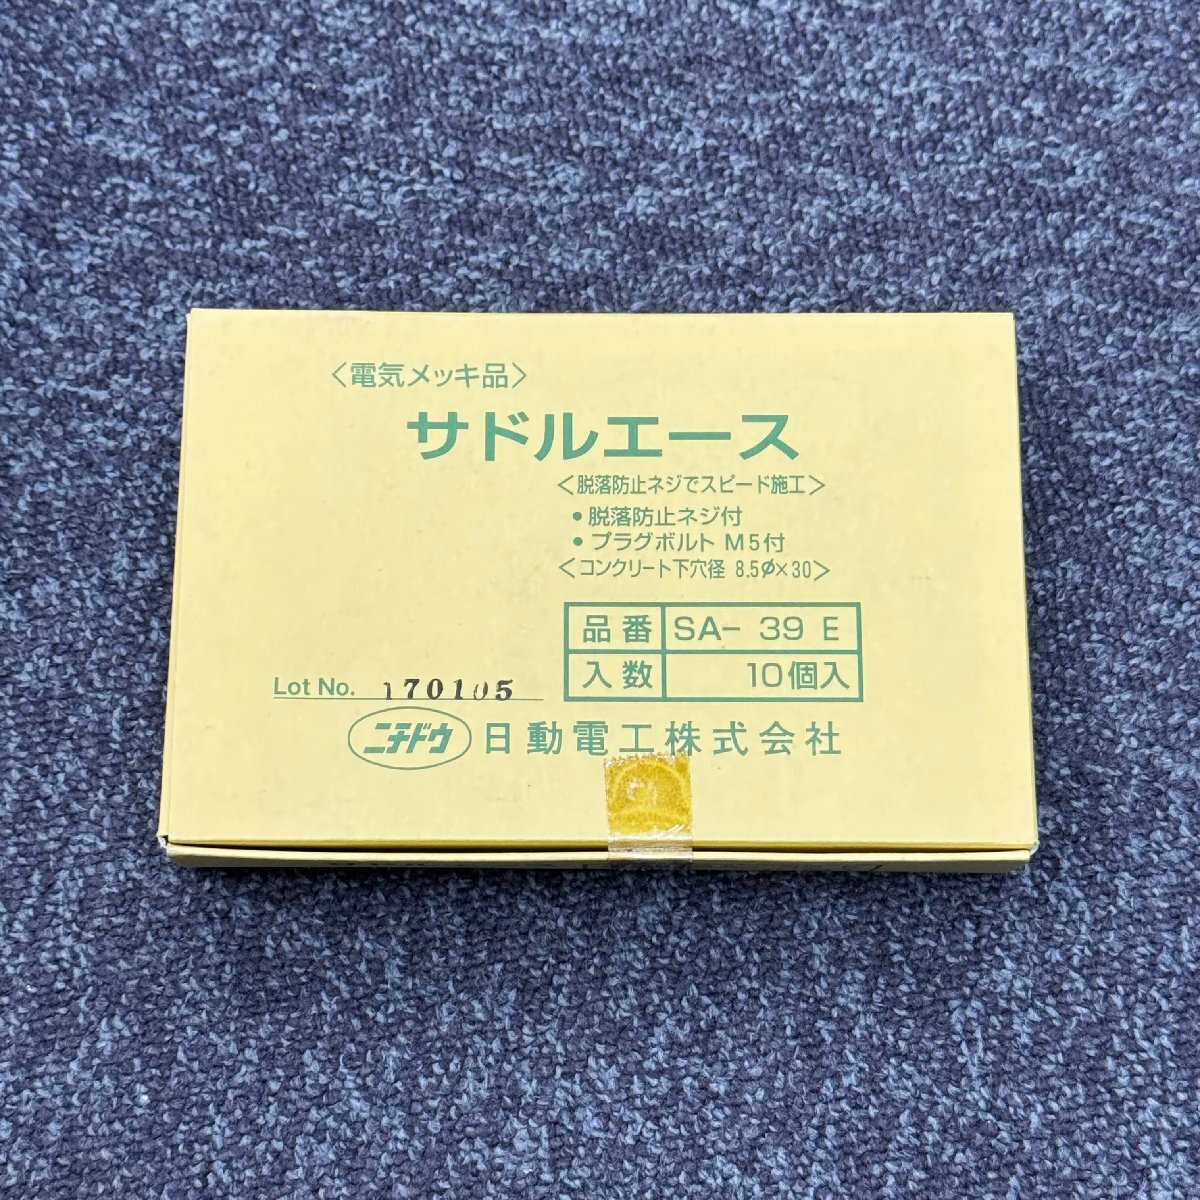 〈電気メッキ品〉
サドルエース
〈脱落防止ネジでスピード施工〉
• 脱落防止ネジ付
• プラグボルト M5付
〈コンクリート下穴径 8.5φ×30〉
品番 SA- 39 E
入数 10個入
Lot No. 170105
ニチドウ 日動電工株式会社